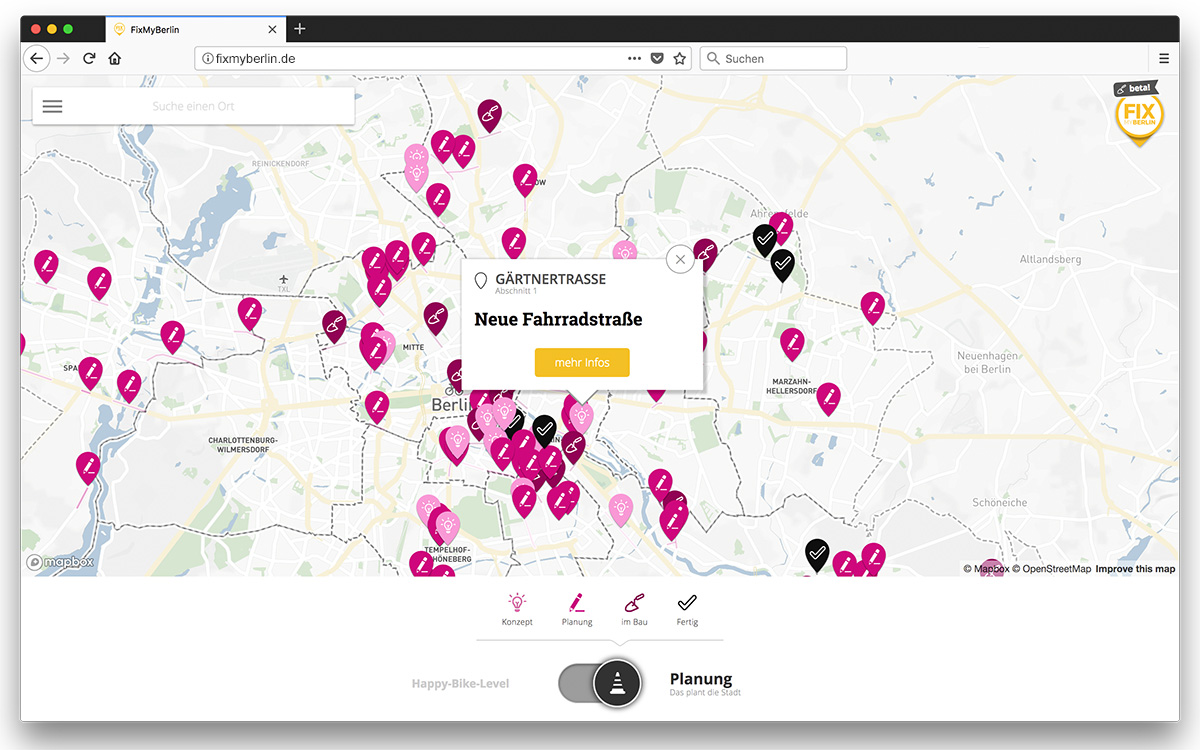 FixMyBerlin
fixmyberlin.de
Suchen
Suche einen Ort
beta!
FIX
MY BERLIN
REINICKENDORF
Ahrensfelde
Altlandsberg
TXL
GÄRTNERTRASSE
Abschnitt 1
Neue Fahrradstraße
mehr Infos
MITTE
Neuenhagen
bei Berlin
SPA
MARZAHN-
HELLERSDORF
Berli
CHARLOTTENBURG-
WILMERSDORF
Schöneiche
TEMPELHOF-
HÖNEBERG
mapbox
© Mapbox © OpenStreetMap Improve this map
Konzept
Planung
im Bau
Fertig
Happy-Bike-Level
Planung
Das plant die Stadt